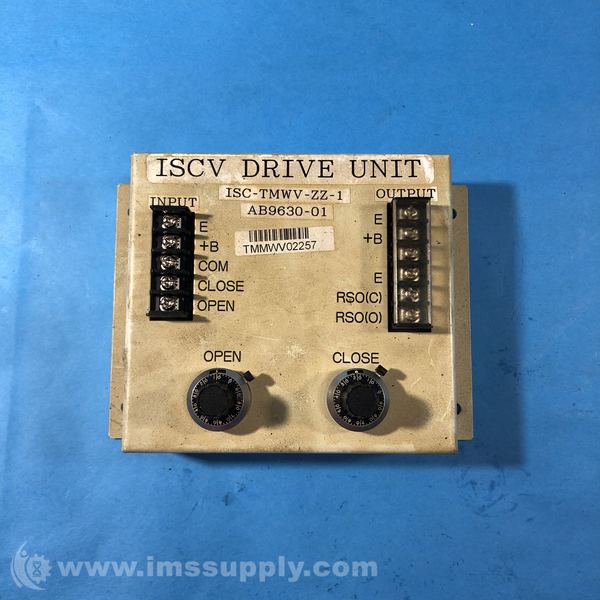 ISCV DRIVE UNIT
ISC-TMWV-ZZ-1
AB9630-01
TMMWV02257
INPUT
E
+B
COM
CLOSE
OPEN
OUTPUT
E
+B
E
RSO(C)
RSO(O)
OPEN
CLOSE
www.imssupply.com